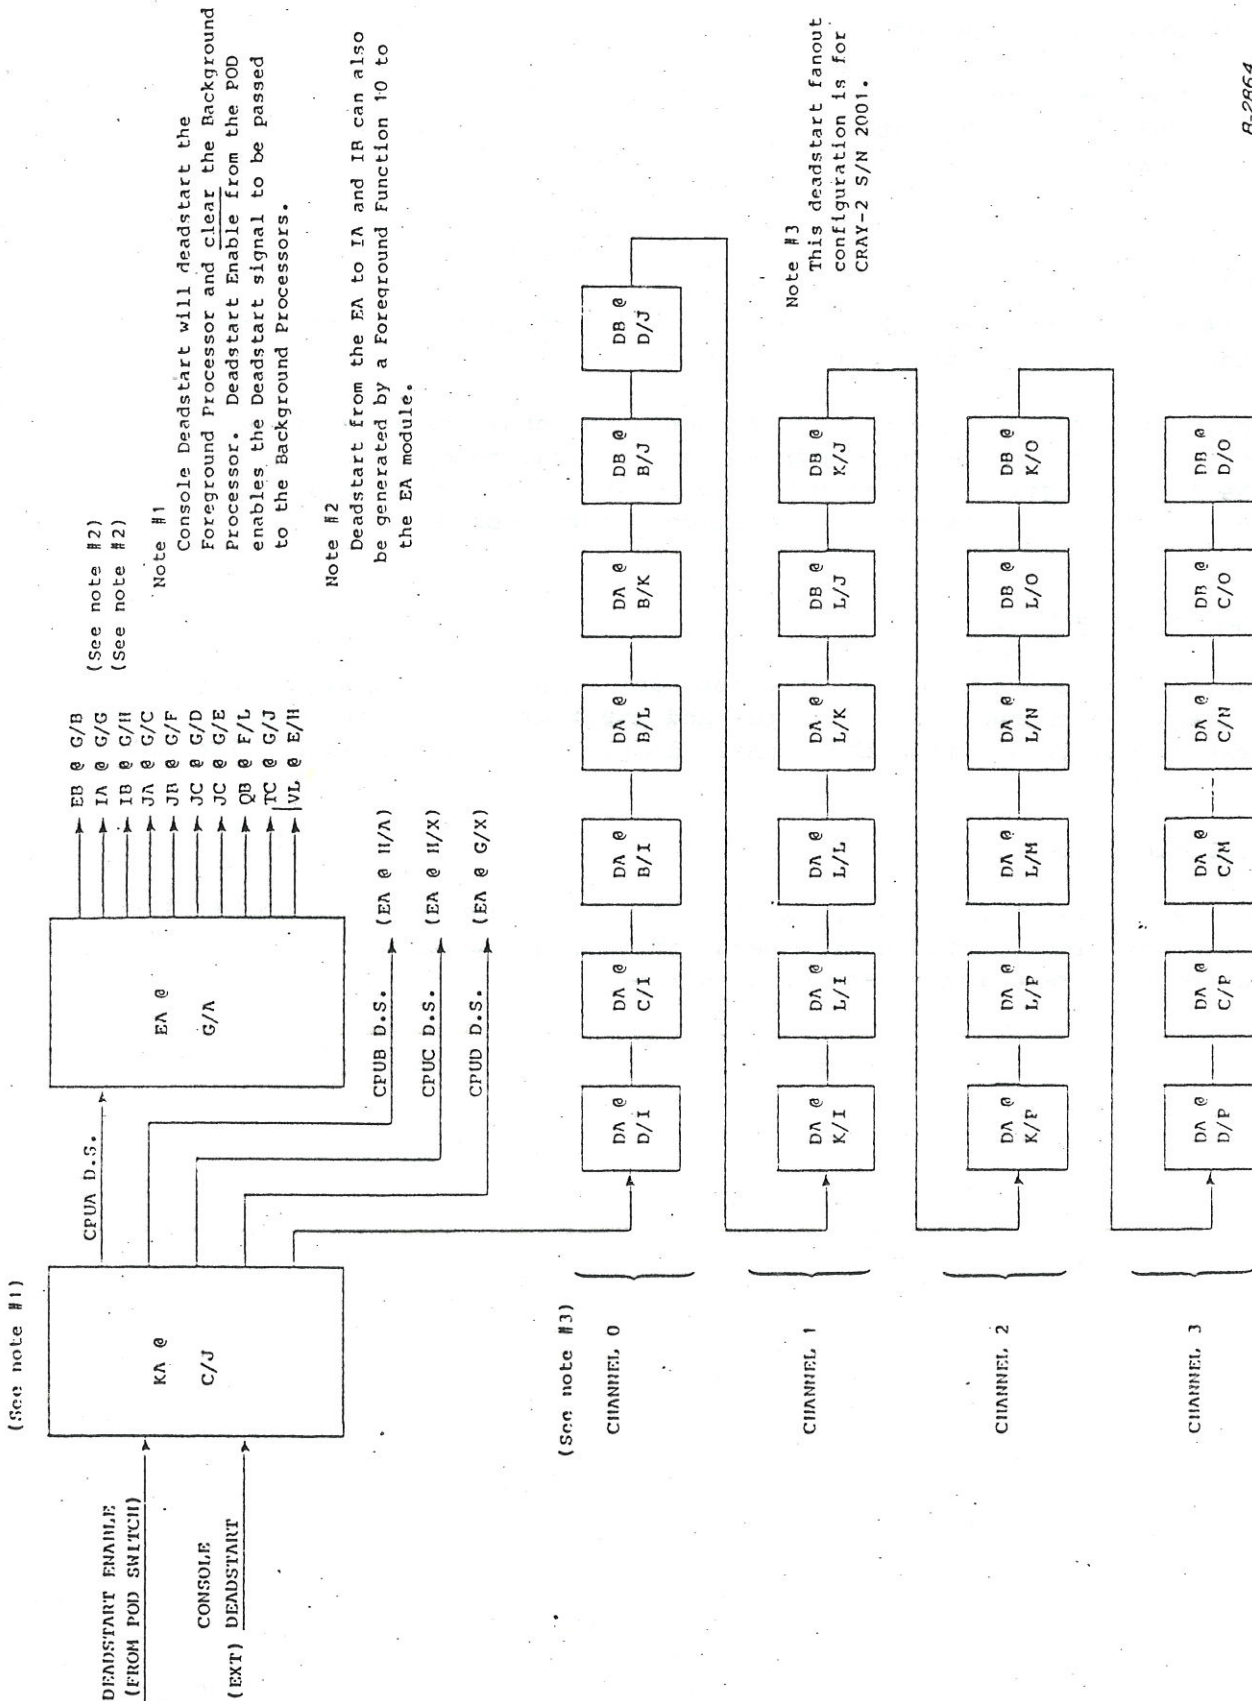 (See note #1)
DEADSTART ENABLE
(FROM POD SWITCH)
CONSOLE
(EXT) DEADSTART
KA @
C/J
CPUA D.S.
EA @
G/A
EB @ G/B
IA @ G/G (See note #2)
IB @ G/H (See note #2)
JA @ G/C
JB @ G/F
JC @ G/D
JC @ G/E
QB @ F/L
TC @ G/J
VL @ E/H
CPUB D.S. (EA @ H/A)
CPUC D.S. (EA @ H/X)
CPUD D.S. (EA @ G/X)
Note #1
Console Deadstart will deadstart the
Foreground Processor and clear the Background
Processor. Deadstart Enable from the POD
enables the Deadstart signal to be passed
to the Background Processors.
Note #2
Deadstart from the EA to IA and IB can also
be generated by a Foreground Function 10 to
the EA module.
(See note #3)
CHANNEL 0
DA @
D/I
DA @
C/I
DA @
B/I
DA @
B/L
DA @
B/K
DB @
B/J
DB @
D/J
Note #3
This deadstart fanout
configuration is for
CRAY-2 S/N 2001.
CHANNEL 1
DA @
K/I
DA @
L/I
DA @
L/L
DA @
L/K
DB @
L/J
DB @
K/J
CHANNEL 2
DA @
K/P
DA @
L/P
DA @
L/M
DA @
L/N
DB @
L/O
DB @
K/O
CHANNEL 3
DA @
D/P
DA @
C/P
DA @
C/M
DA @
C/N
DB @
C/O
DB @
D/O